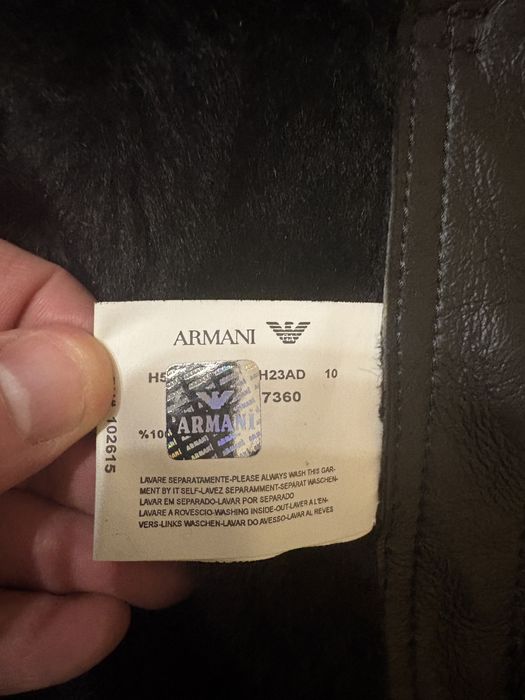 ARMANI
H5 H23AD 10
7360
%100
ARMANI
102615
LAVARE SEPARATAMENTE-PLEASE ALWAYS WASH THIS GAR-
MENT BY IT SELF-LAVEZ SEPARAMMENT-SEPARAT WASCHEN-
LAVAR EM SEPARADO-LAVAR POR SEPARADO
LAVARE A ROVESCIO-WASHING INSIDE-OUT-LAVER A L'EN-
VERS-LINKS WASCHEN-LAVAR DO AVESSO-LAVAR AL REVES